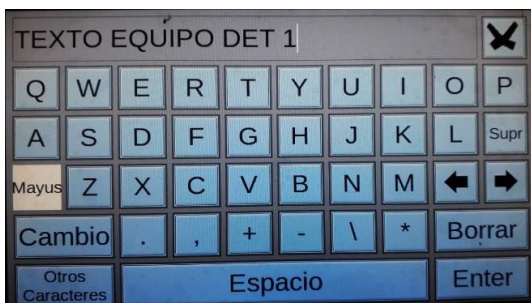 TEXTO EQUIPO DET 1
Q W E R T Y U I O P
A S D F G H J K L Supr
Mayus Z X C V B N M
Cambio . , + - \ * Borrar
Otros
Caracteres Espacio Enter